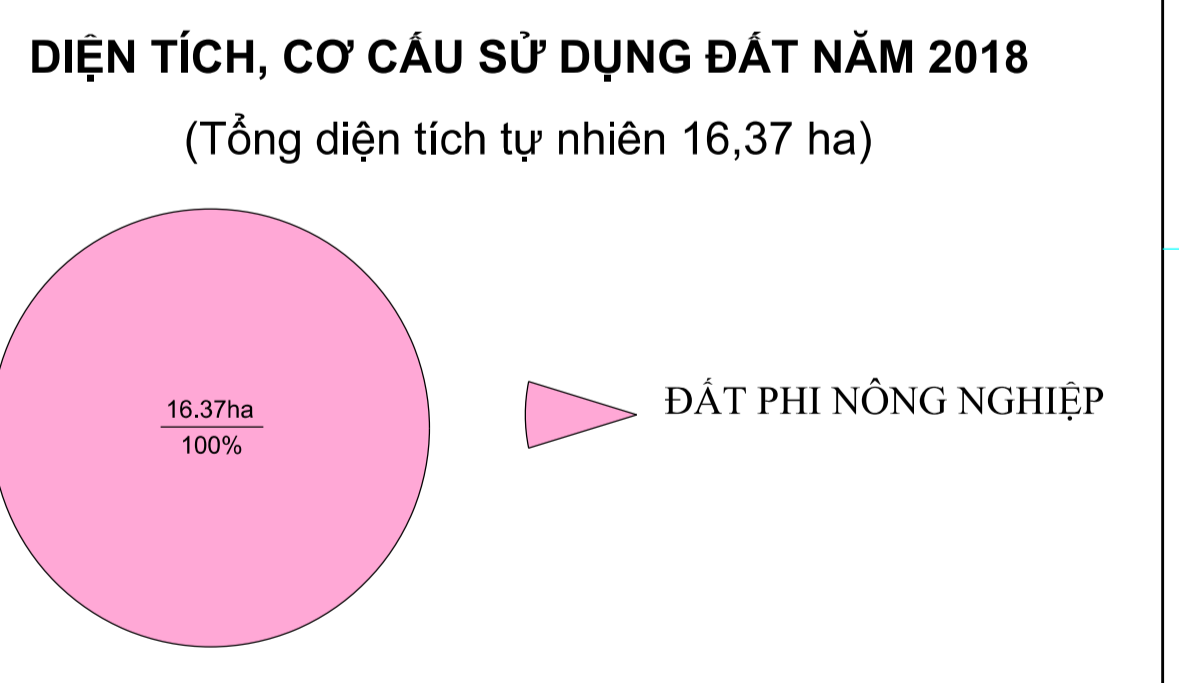 DIỆN TÍCH, CƠ CẤU SỬ DỤNG ĐẤT NĂM 2018
(Tổng diện tích tự nhiên 16,37 ha)
16.37ha
100%
ĐẤT PHI NÔNG NGHIỆP